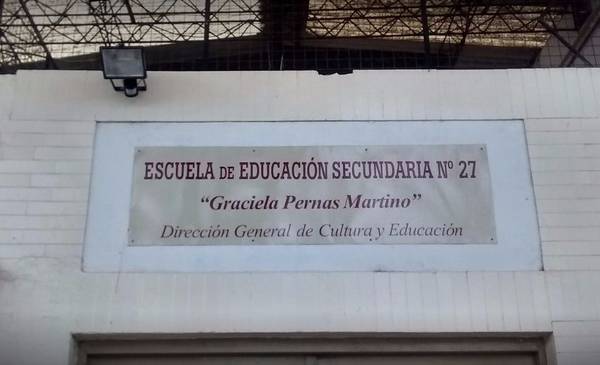 ESCUELA DE EDUCACIÓN SECUNDARIA Nº 27
“Graciela Pernas Martino”
Dirección General de Cultura y Educación